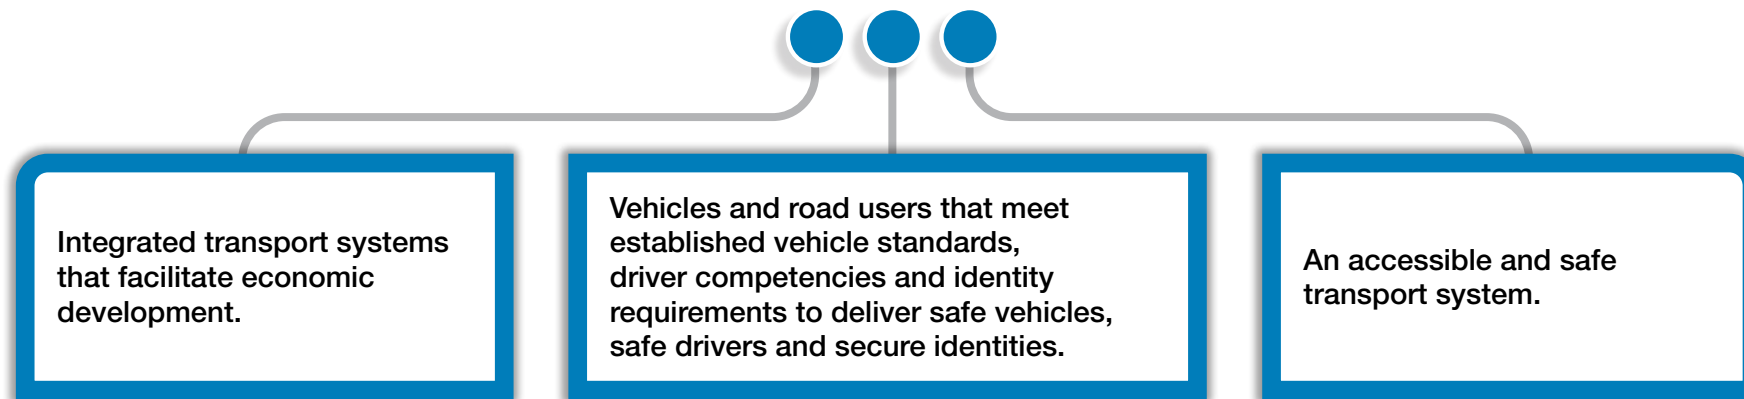 Integrated transport systems
that facilitate economic
development.
Vehicles and road users that meet
established vehicle standards,
driver competencies and identity
requirements to deliver safe vehicles,
safe drivers and secure identities.
An accessible and safe
transport system.